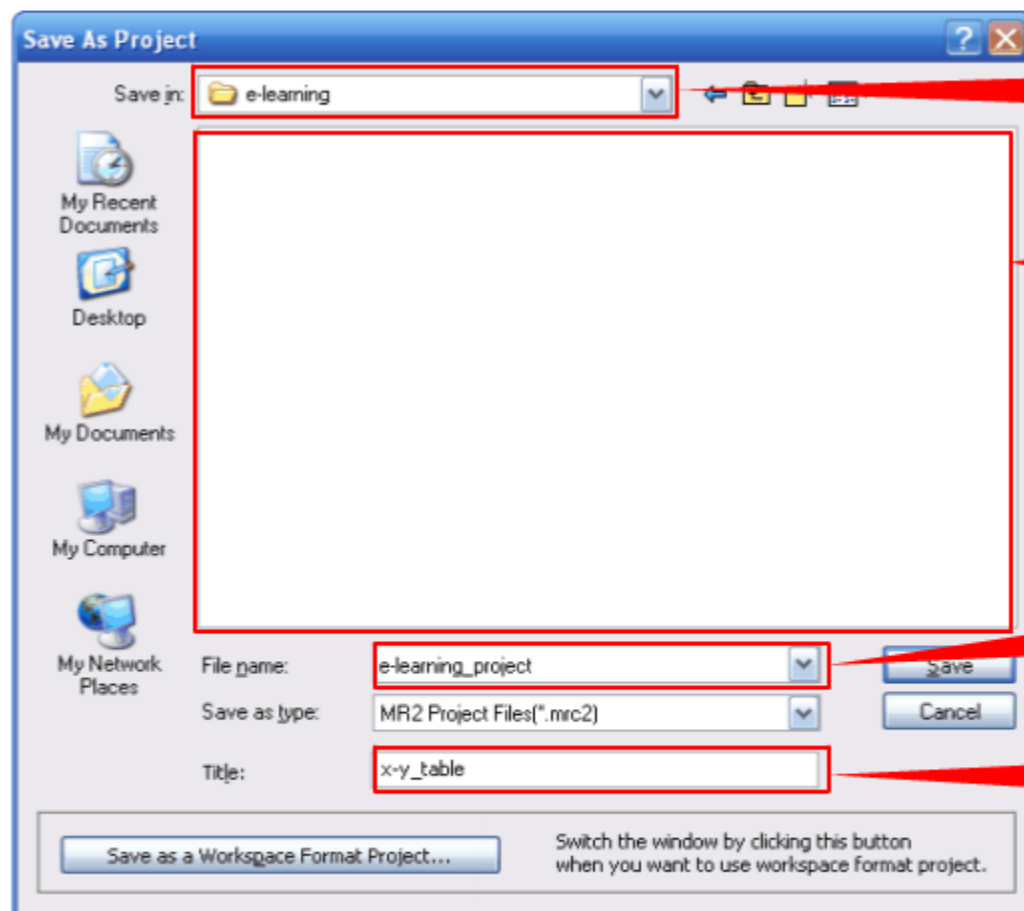 Save As Project
Save in:
e-learning
My Recent
Documents
Desktop
My Documents
My Computer
My Network
Places
File name:
e-learning_project
Save
Save as type:
MR2 Project Files(*.mrc2)
Cancel
Title:
x-y_table
Save as a Workspace Format Project...
Switch the window by clicking this button
when you want to use workspace format project.